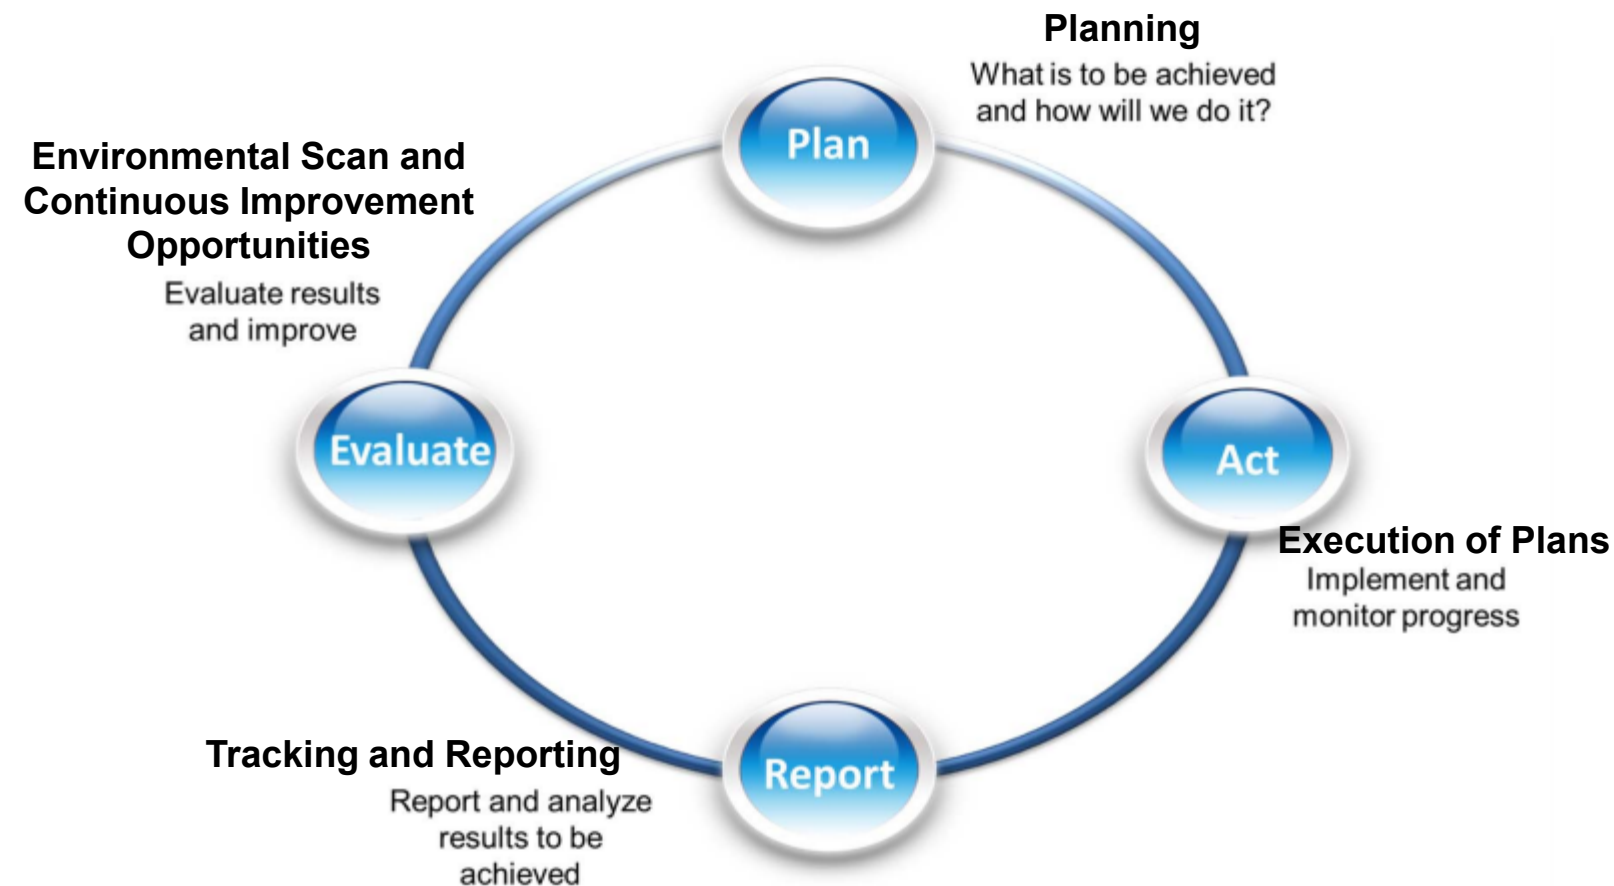 Planning
What is to be achieved
and how will we do it?
Plan
Environmental Scan and
Continuous Improvement
Opportunities
Evaluate results
and improve
Evaluate
Act
Execution of Plans
Implement and
monitor progress
Tracking and Reporting
Report and analyze
results to be
achieved
Report